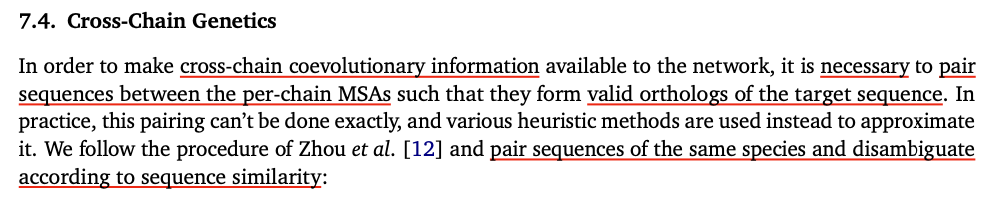 7.4. Cross-Chain Genetics
In order to make cross-chain coevolutionary information available to the network, it is necessary to pair
sequences between the per-chain MSAs such that they form valid orthologs of the target sequence. In
practice, this pairing can’t be done exactly, and various heuristic methods are used instead to approximate
it. We follow the procedure of Zhou et al. [12] and pair sequences of the same species and disambiguate
according to sequence similarity: